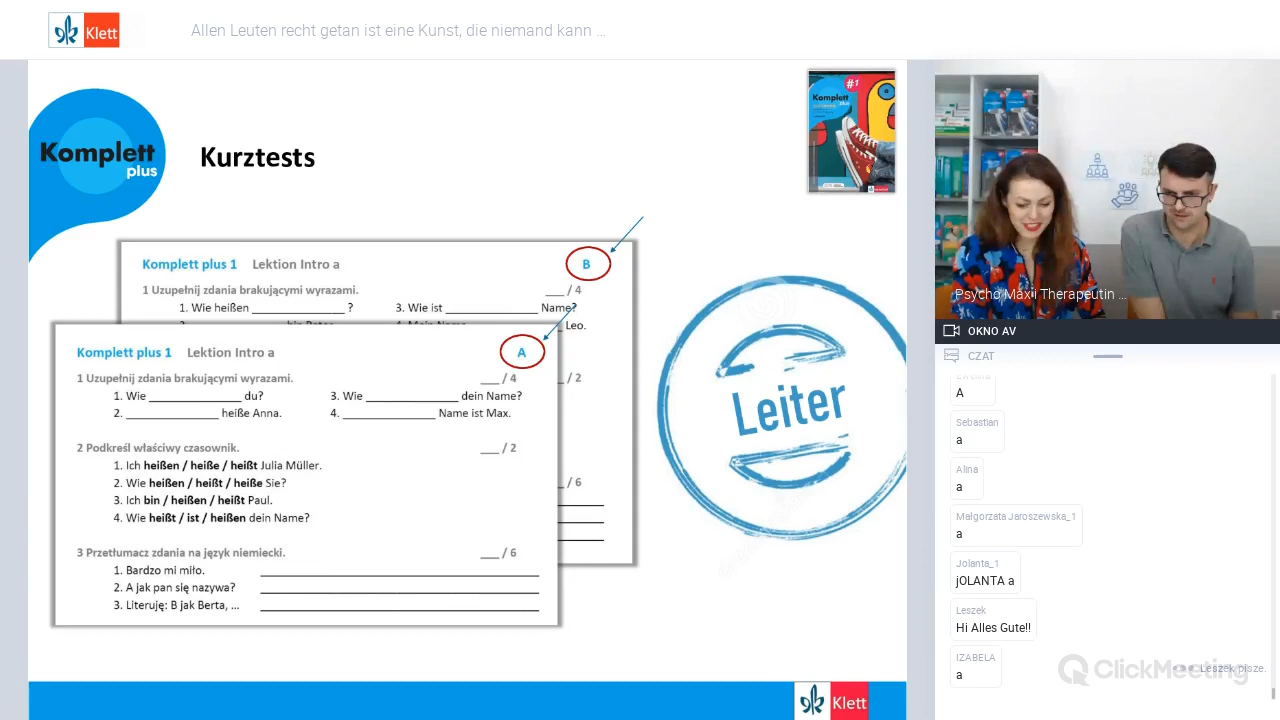 Klett
Allen Leuten recht getan ist eine Kunst, die niemand kann ...
Komplett
plus
Kurztests
#1
Komplett
plus
Komplett plus 1 Lektion Intro a
B
1 Uzupełnij zdania brakującymi wyrazami. ___ / 4
1. Wie heißen _______________ ? 3. Wie ist _______________ Name?
Leo.
Komplett plus 1 Lektion Intro a
A
1 Uzupełnij zdania brakującymi wyrazami. ___ / 4
1. Wie _______________ du? 3. Wie _______________ dein Name?
2. _______________ heiße Anna. 4. _______________ Name ist Max.
2 Podkreśl właściwy czasownik. ___ / 2
1. Ich heißen / heiße / heißt Julia Müller.
2. Wie heißen / heißt / heiße Sie?
3. Ich bin / heißen / heißt Paul.
4. Wie heißt / ist / heißen dein Name?
3 Przetłumacz zdania na język niemiecki. ___ / 6
1. Bardzo mi miło.
2. A jak pan się nazywa?
3. Literuję: B jak Berta, ...
/ 2
/ 6
Leiter
Klett
Psycho Maxi i Therapeutin ...
OKNO AV
CZAT
Ewelina
A
Sebastian
a
Alina
a
Małgorzata Jaroszewska_1
a
Jolanta_1
jOLANTA a
Leszek
Hi Alles Gute!!
IZABELA
a
Leszek pisze.
ClickMeeting